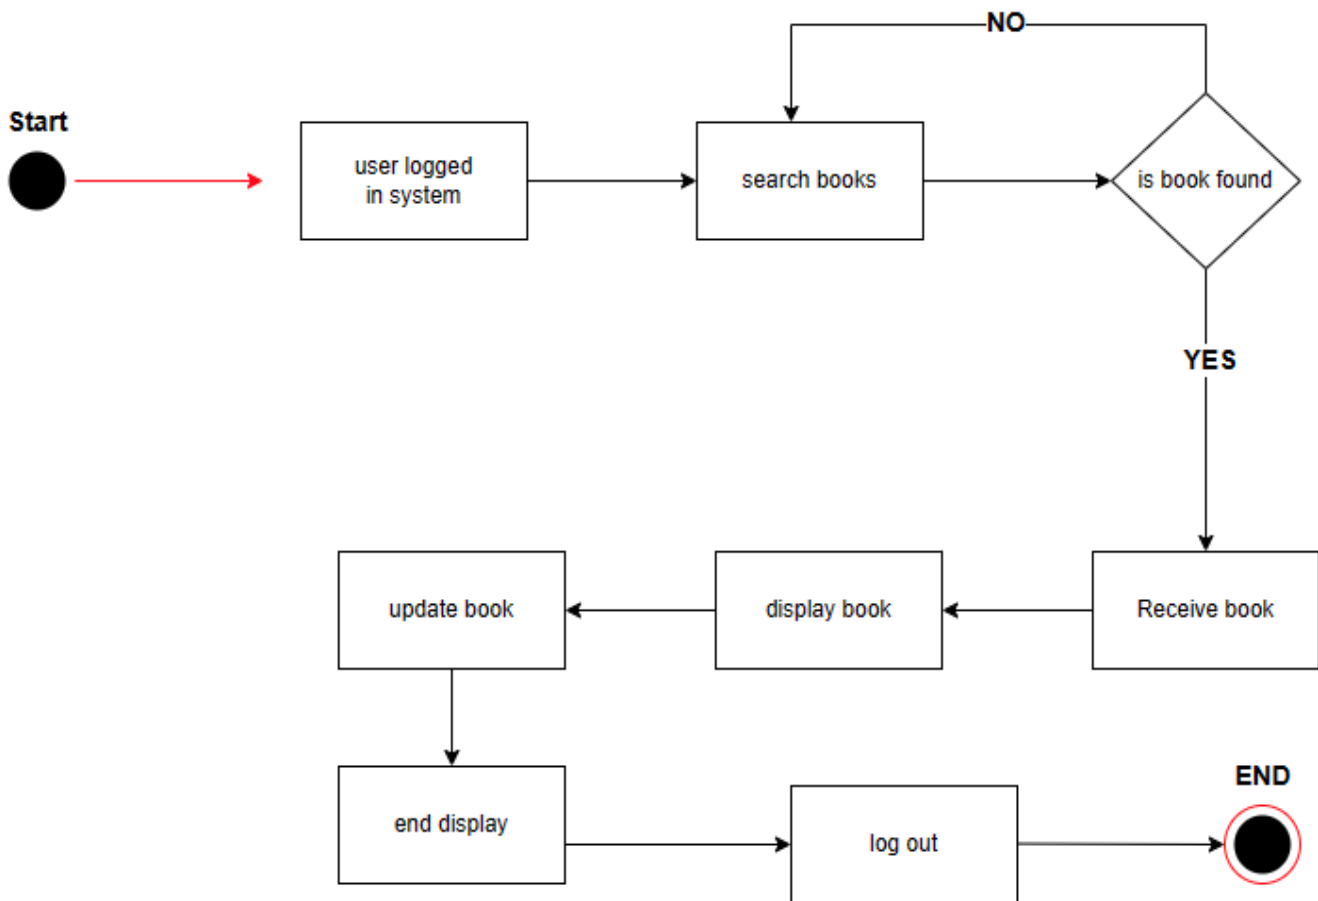 NO
Start
user logged
in system
search books
is book found
YES
update book
display book
Receive book
END
end display
log out